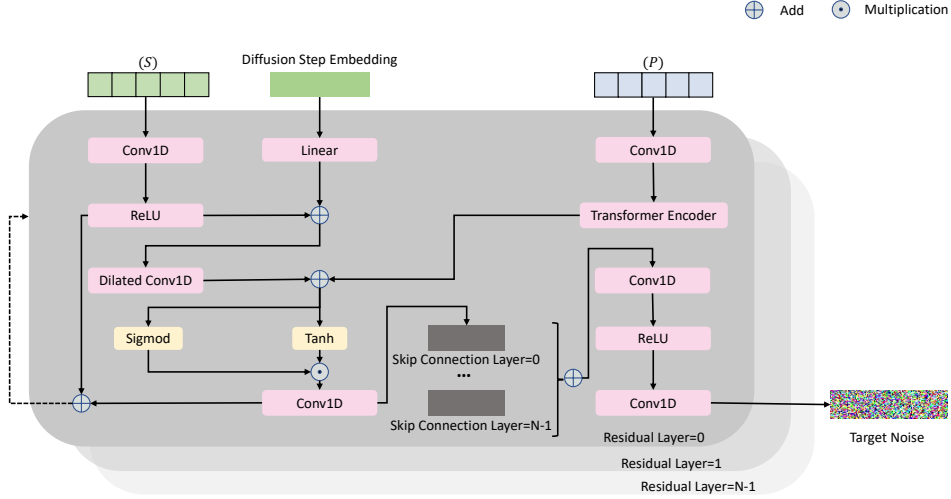 Add
Multiplication
(S)
Diffusion Step Embedding
(P)
Conv1D
Linear
Conv1D
ReLU
Transformer Encoder
Dilated Conv1D
Conv1D
Sigmod
Tanh
ReLU
Skip Connection Layer=0
...
Conv1D
Conv1D
Skip Connection Layer=N-1
Residual Layer=0
Target Noise
Residual Layer=1
Residual Layer=N-1